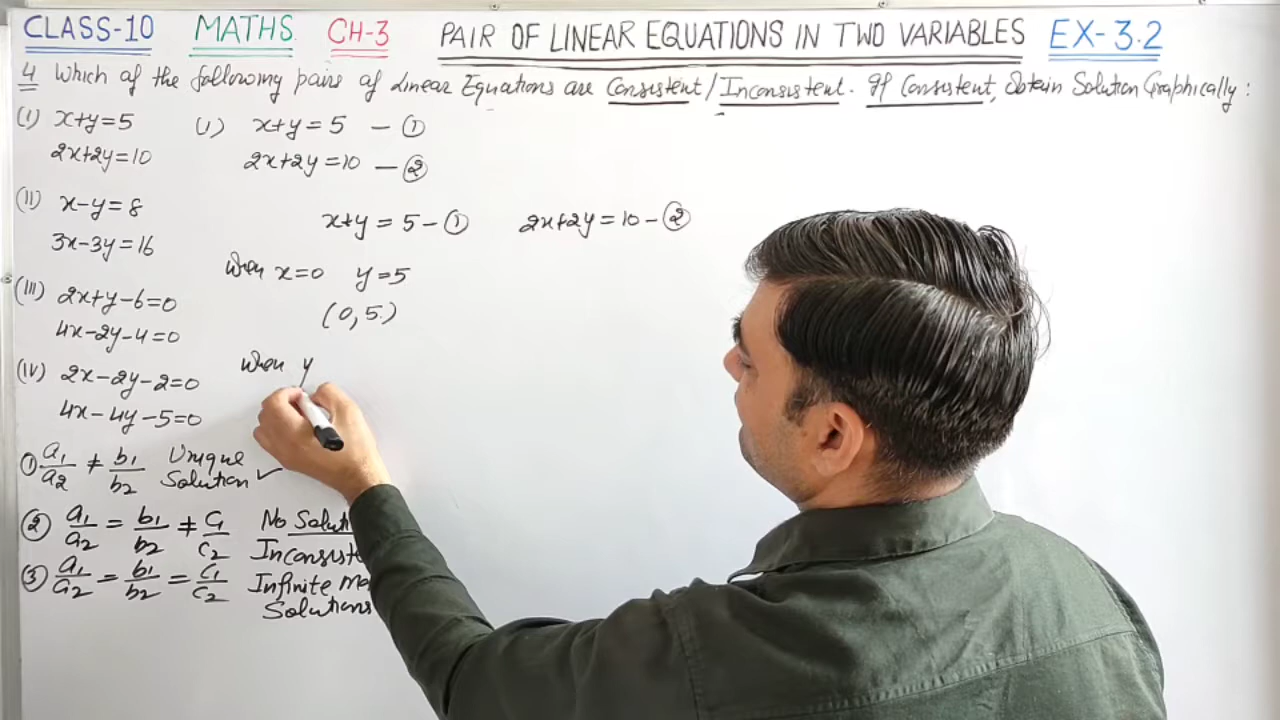 CLASS-10 MATHS CH-3 PAIR OF LINEAR EQUATIONS IN TWO VARIABLES EX-3.2
4 Which of the following pairs of Linear Equations are Consistent/Inconsistent. If Consistent, Obtain Solution Graphically:
(I) x+y=5
2x+2y=10
(II) x-y=8
3x-3y=16
(III) 2x+y-6=0
4x-2y-4=0
(IV) 2x-2y-2=0
4x-4y-5=0
① a₁/a₂ ≠ b₁/b₂ Unique Solution ✓
② a₁/a₂ = b₁/b₂ ≠ c₁/c₂ No Soluti
Inconsiste
③ a₁/a₂ = b₁/b₂ = c₁/c₂ Infinite Ma
Solutions
(I) x+y=5 - ①
2x+2y=10 - ②
x+y=5-① 2x+2y=10-②
When x=0 y=5
(0,5)
When y